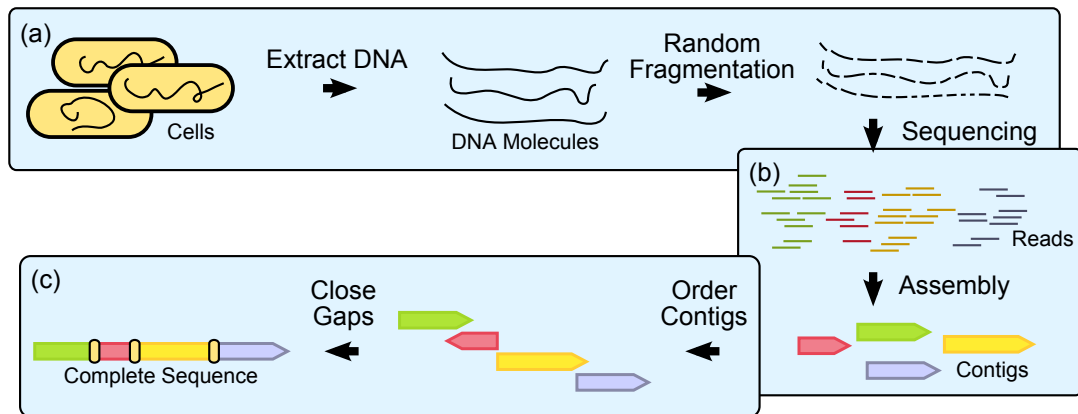 (a)
Extract DNA
Random
Fragmentation
Cells
DNA Molecules
Sequencing
(b)
Reads
Assembly
Contigs
(c)
Order
Contigs
Close
Gaps
Complete Sequence